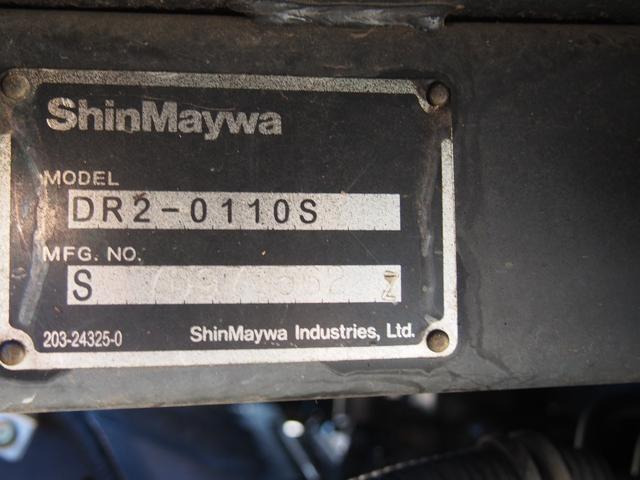 ShinMaywa
MODEL
DR2-0110S
MFG. NO.
S
203-24325-0 ShinMaywa Industries, Ltd.